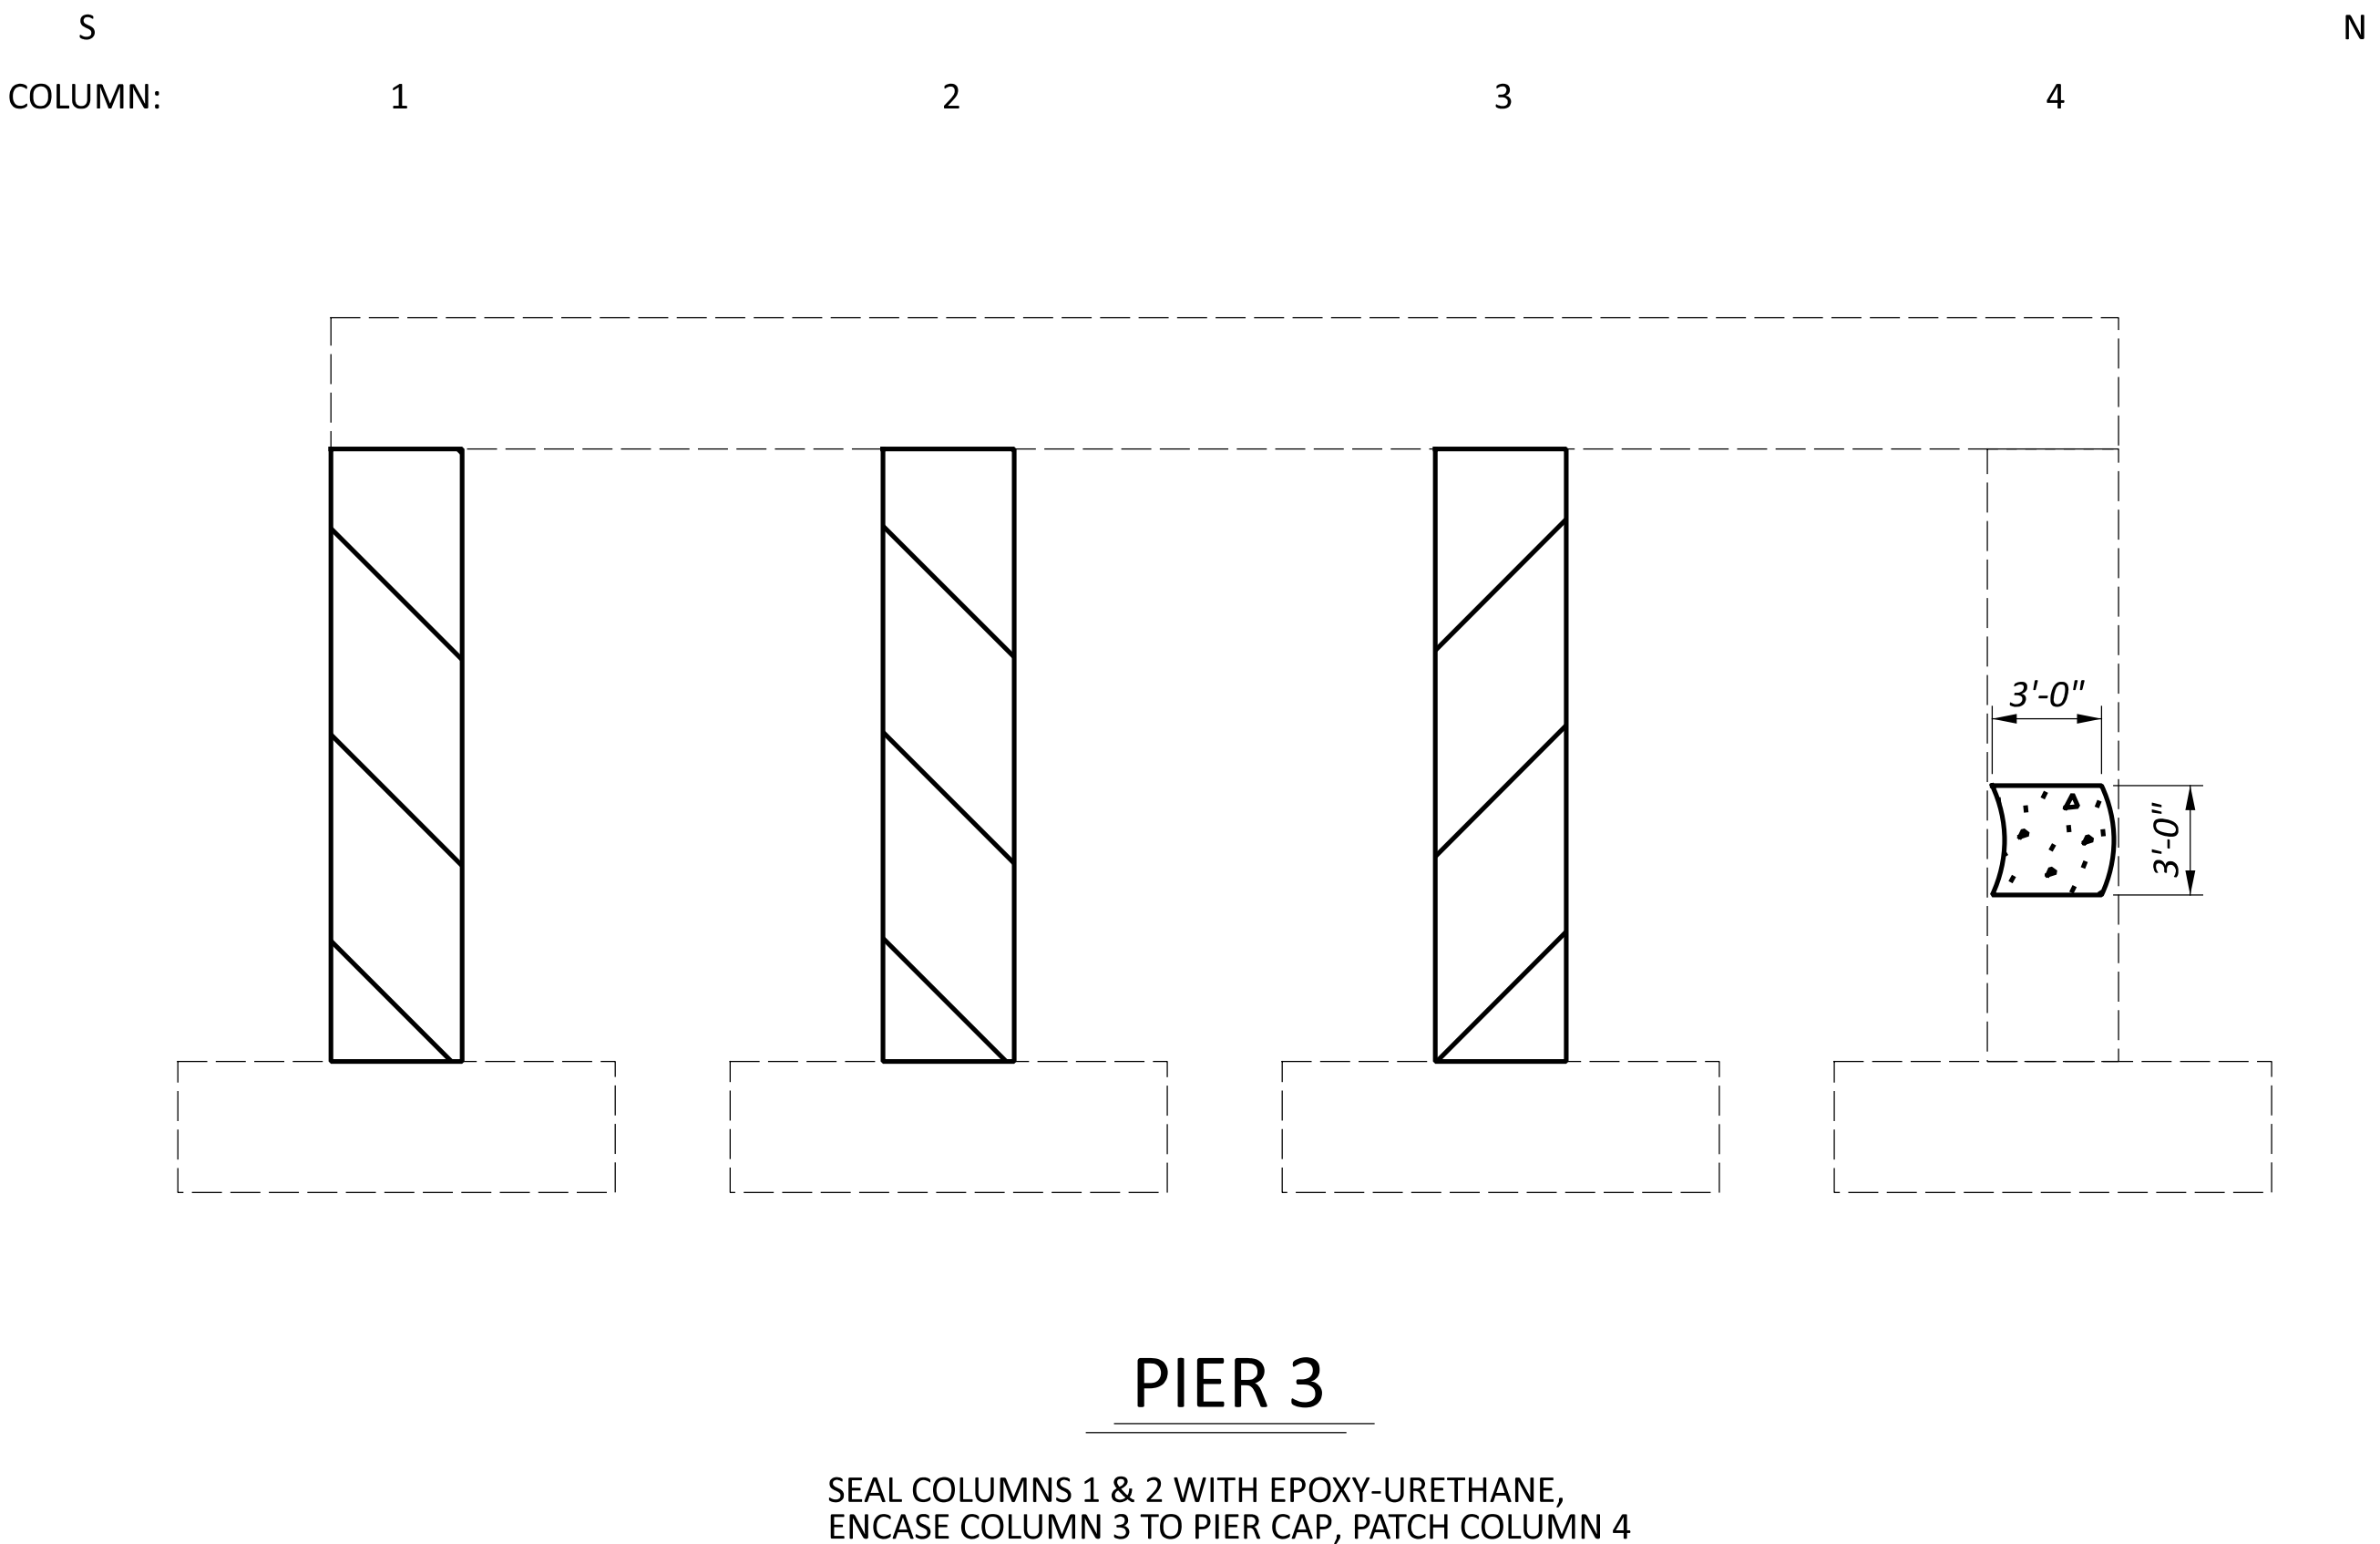 S N
COLUMN: 1 2 3 4
3'-0"
3'-0"
PIER 3
SEAL COLUMNS 1 & 2 WITH EPOXY-URETHANE,
ENCASE COLUMN 3 TO PIER CAP, PATCH COLUMN 4